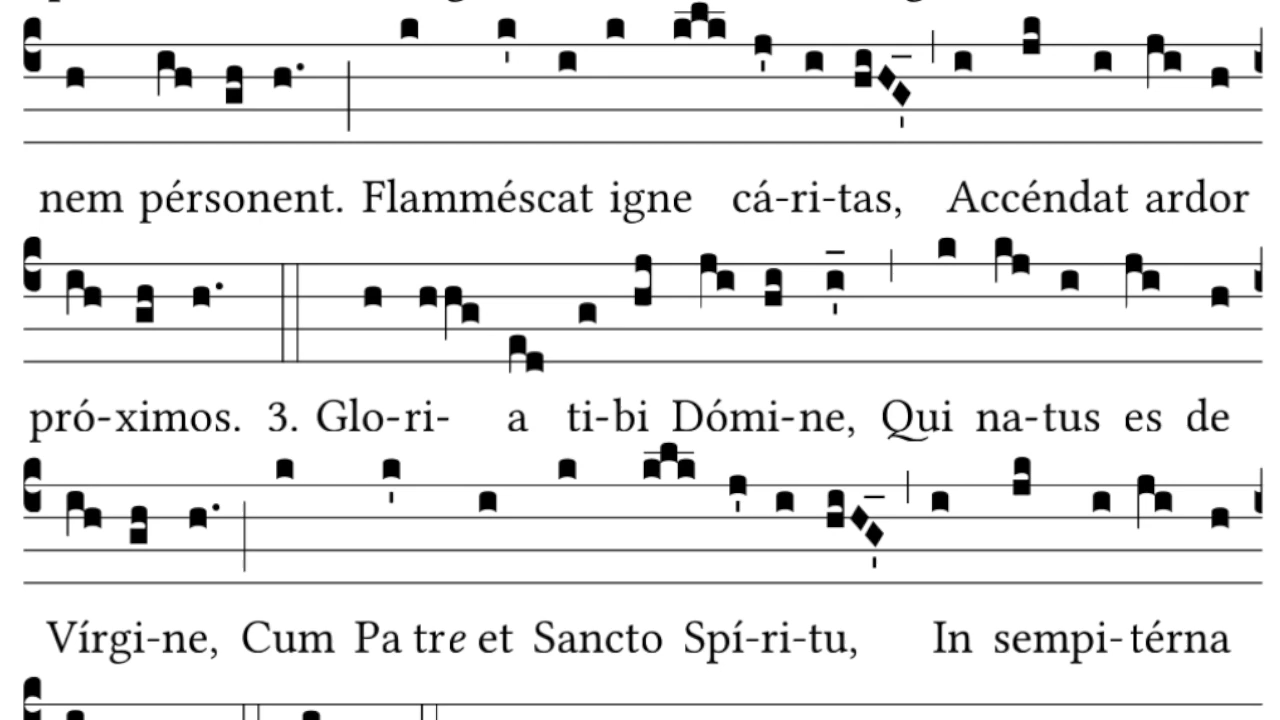 nem pérsonent. Flamméscat igne cá-ri-tas, Accéndat ardor
pró-ximos. 3. Glo-ri- a ti-bi Dómi-ne, Qui na-tus es de
Vírgi-ne, Cum Pa tre et Sancto Spí-ri-tu, In sempi-térna